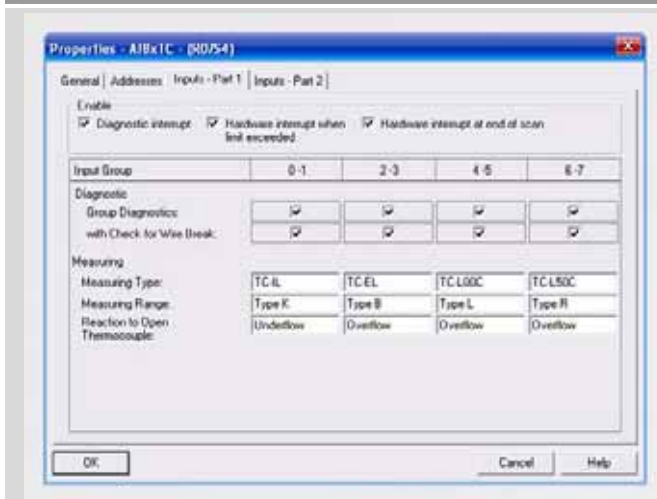 Properties - AI8xTC - (R0/S4)
General Addresses Inputs - Part 1 Inputs - Part 2
Enable
Diagnostic interrupt Hardware interrupt when limit exceeded Hardware interrupt at end of scan
Input Group 0 - 1 2 - 3 4 - 5 6 - 7
Diagnostic
Group Diagnostics:
with Check for Wire Break:
Measuring
Measuring Type: TC-IL TC-EL TC-L00C TC-L50C
Measuring Range: Type K Type B Type L Type R
Reaction to Open Thermocouple: Underflow Overflow Overflow Overflow
OK Cancel Help